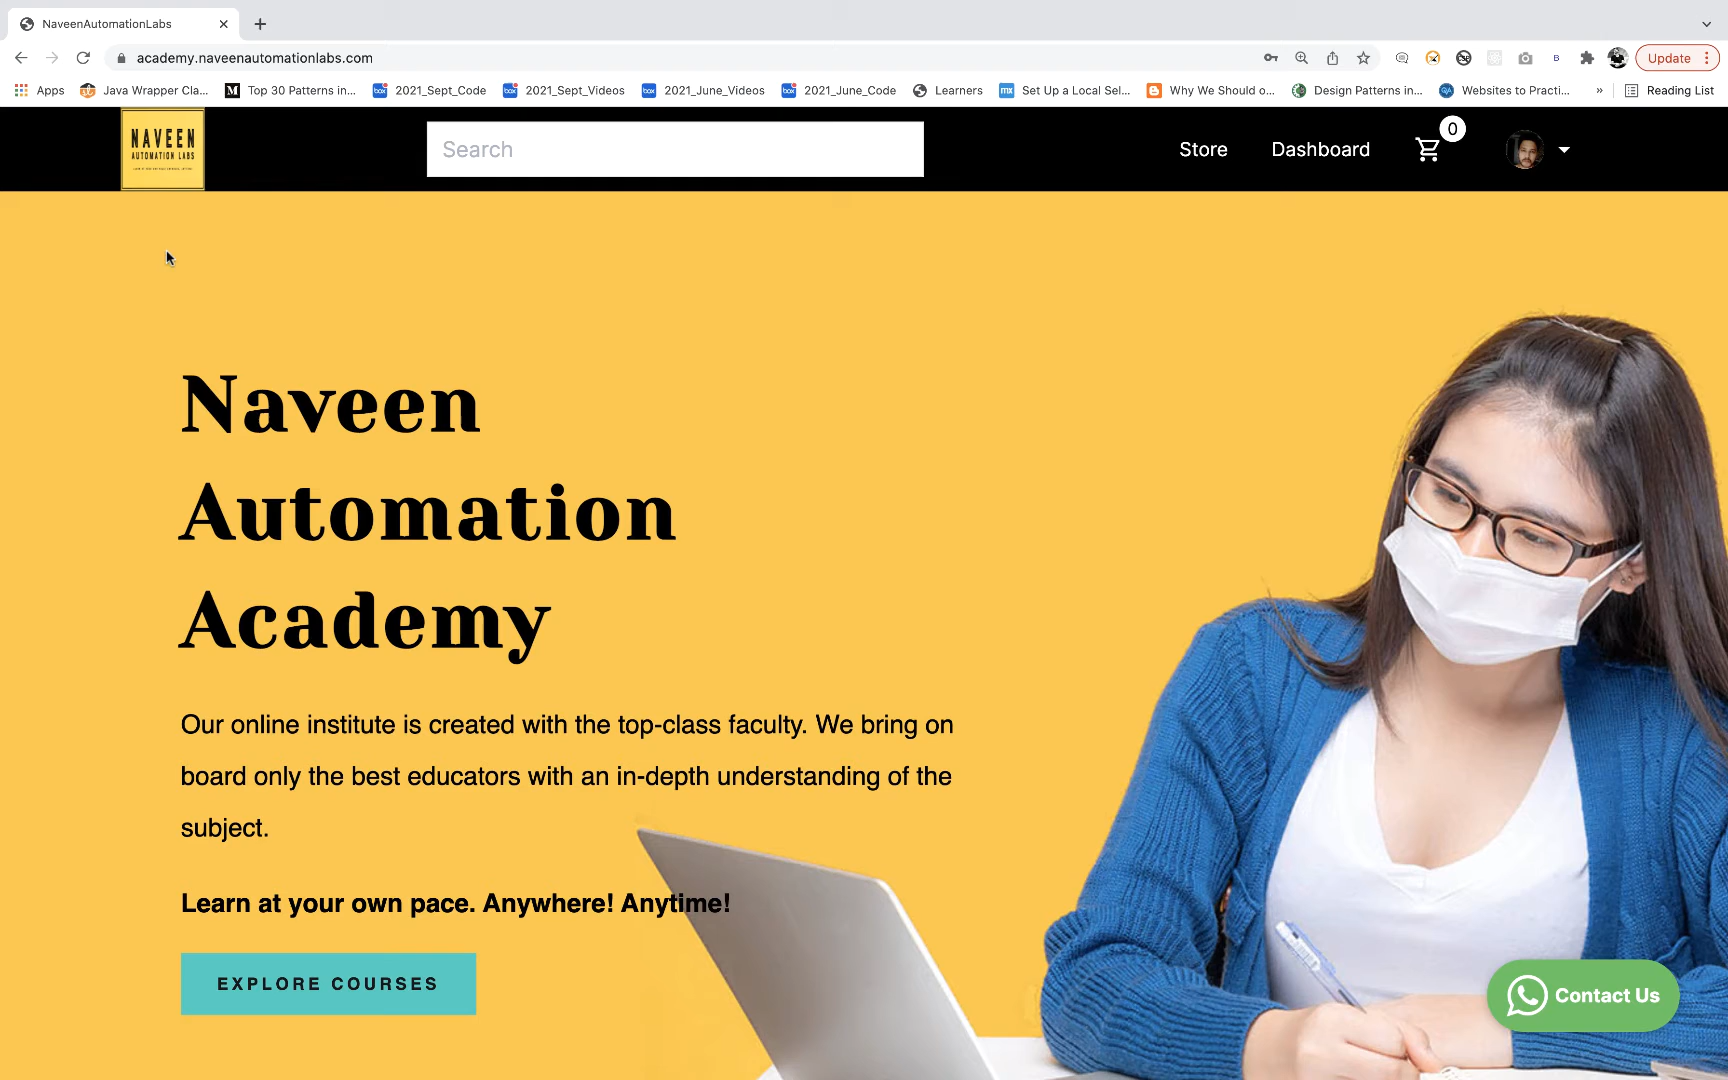 NaveenAutomationLabs
academy.naveenautomationlabs.com
Update
Apps
Java Wrapper Cla...
Top 30 Patterns in...
2021_Sept_Code
2021_Sept_Videos
2021_June_Videos
2021_June_Code
Learners
Set Up a Local Sel...
Why We Should o...
Design Patterns in...
Websites to Practi...
»
Reading List
NAVEEN
AUTOMATION LABS
Search
Store
Dashboard
0
Naveen
Automation
Academy
Our online institute is created with the top-class faculty. We bring on
board only the best educators with an in-depth understanding of the
subject.
Learn at your own pace. Anywhere! Anytime!
EXPLORE COURSES
Contact Us